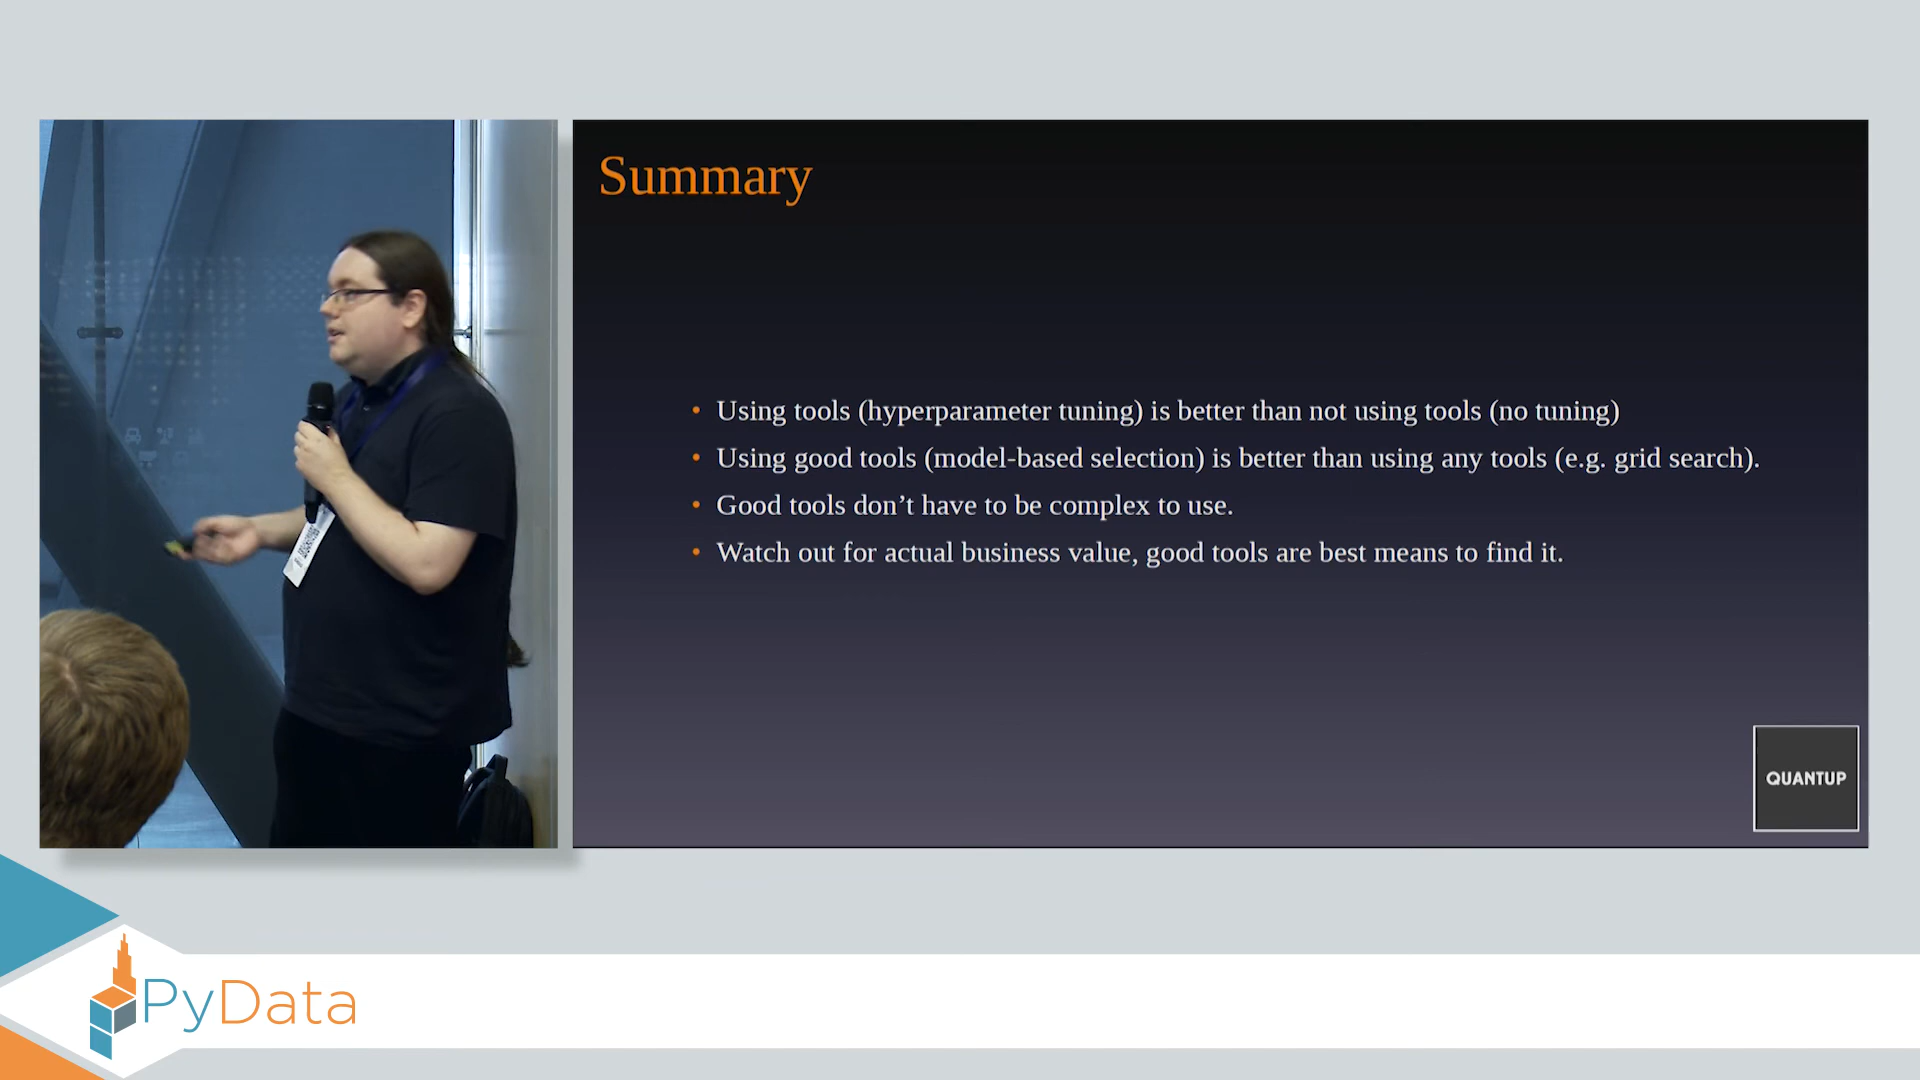 Summary
• Using tools (hyperparameter tuning) is better than not using tools (no tuning)
• Using good tools (model-based selection) is better than using any tools (e.g. grid search).
• Good tools don’t have to be complex to use.
• Watch out for actual business value, good tools are best means to find it.
QUANTUP
PyData